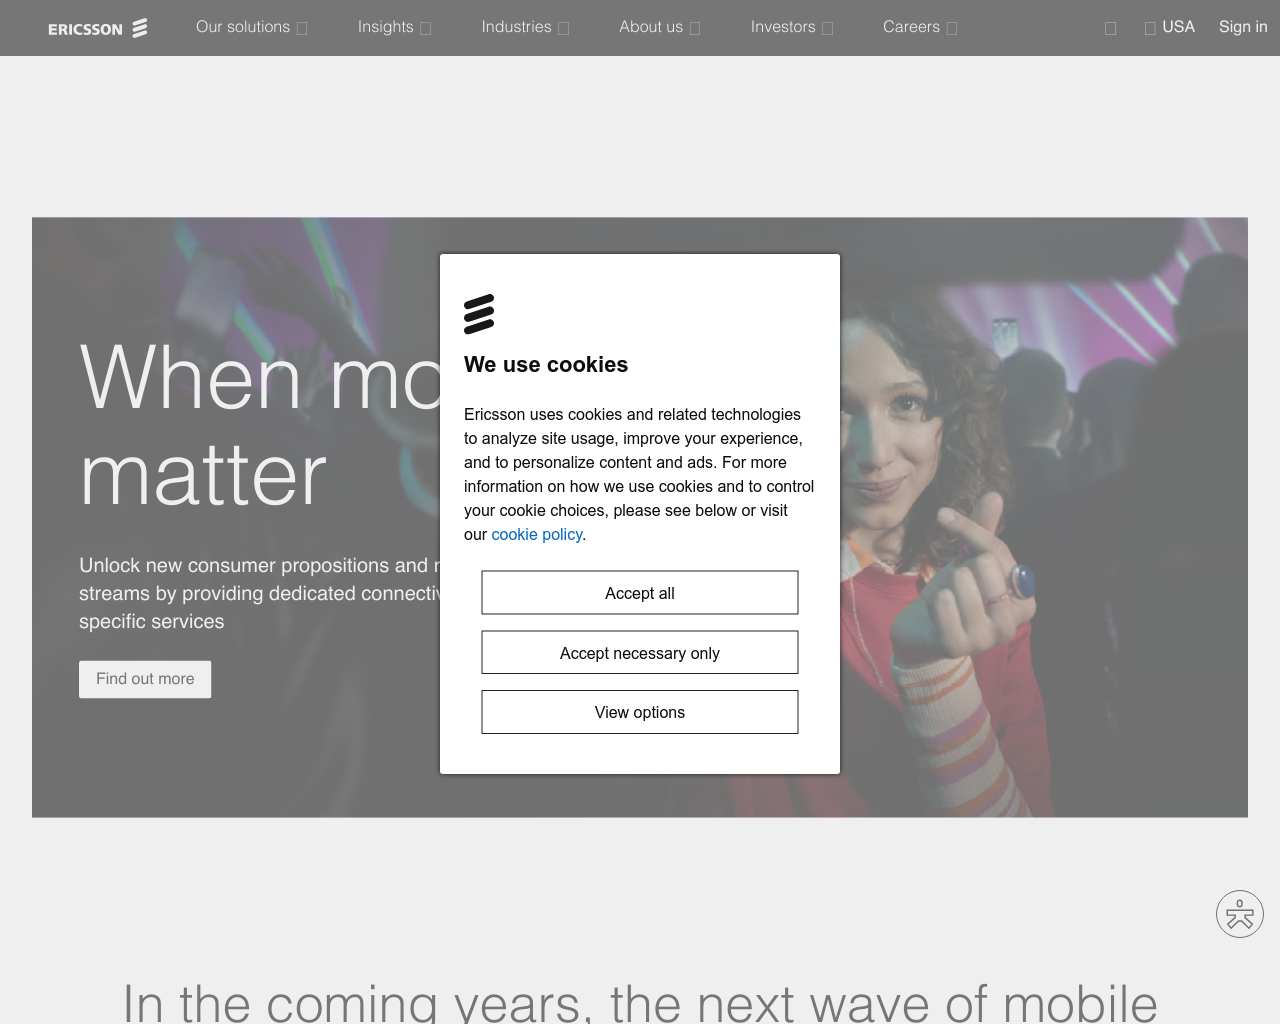 ERICSSON
Our solutions
Insights
Industries
About us
Investors
Careers
USA
Sign in
When mo
matter
Unlock new consumer propositions and
streams by providing dedicated
specific services
Find out more
We use cookies
Ericsson uses cookies and related technologies
to analyze site usage, improve your experience,
and to personalize content and ads. For more
information on how we use cookies and to control
your cookie choices, please see below or visit
our cookie policy.
Accept all
Accept necessary only
View options
In the coming years, the next wave of mobile